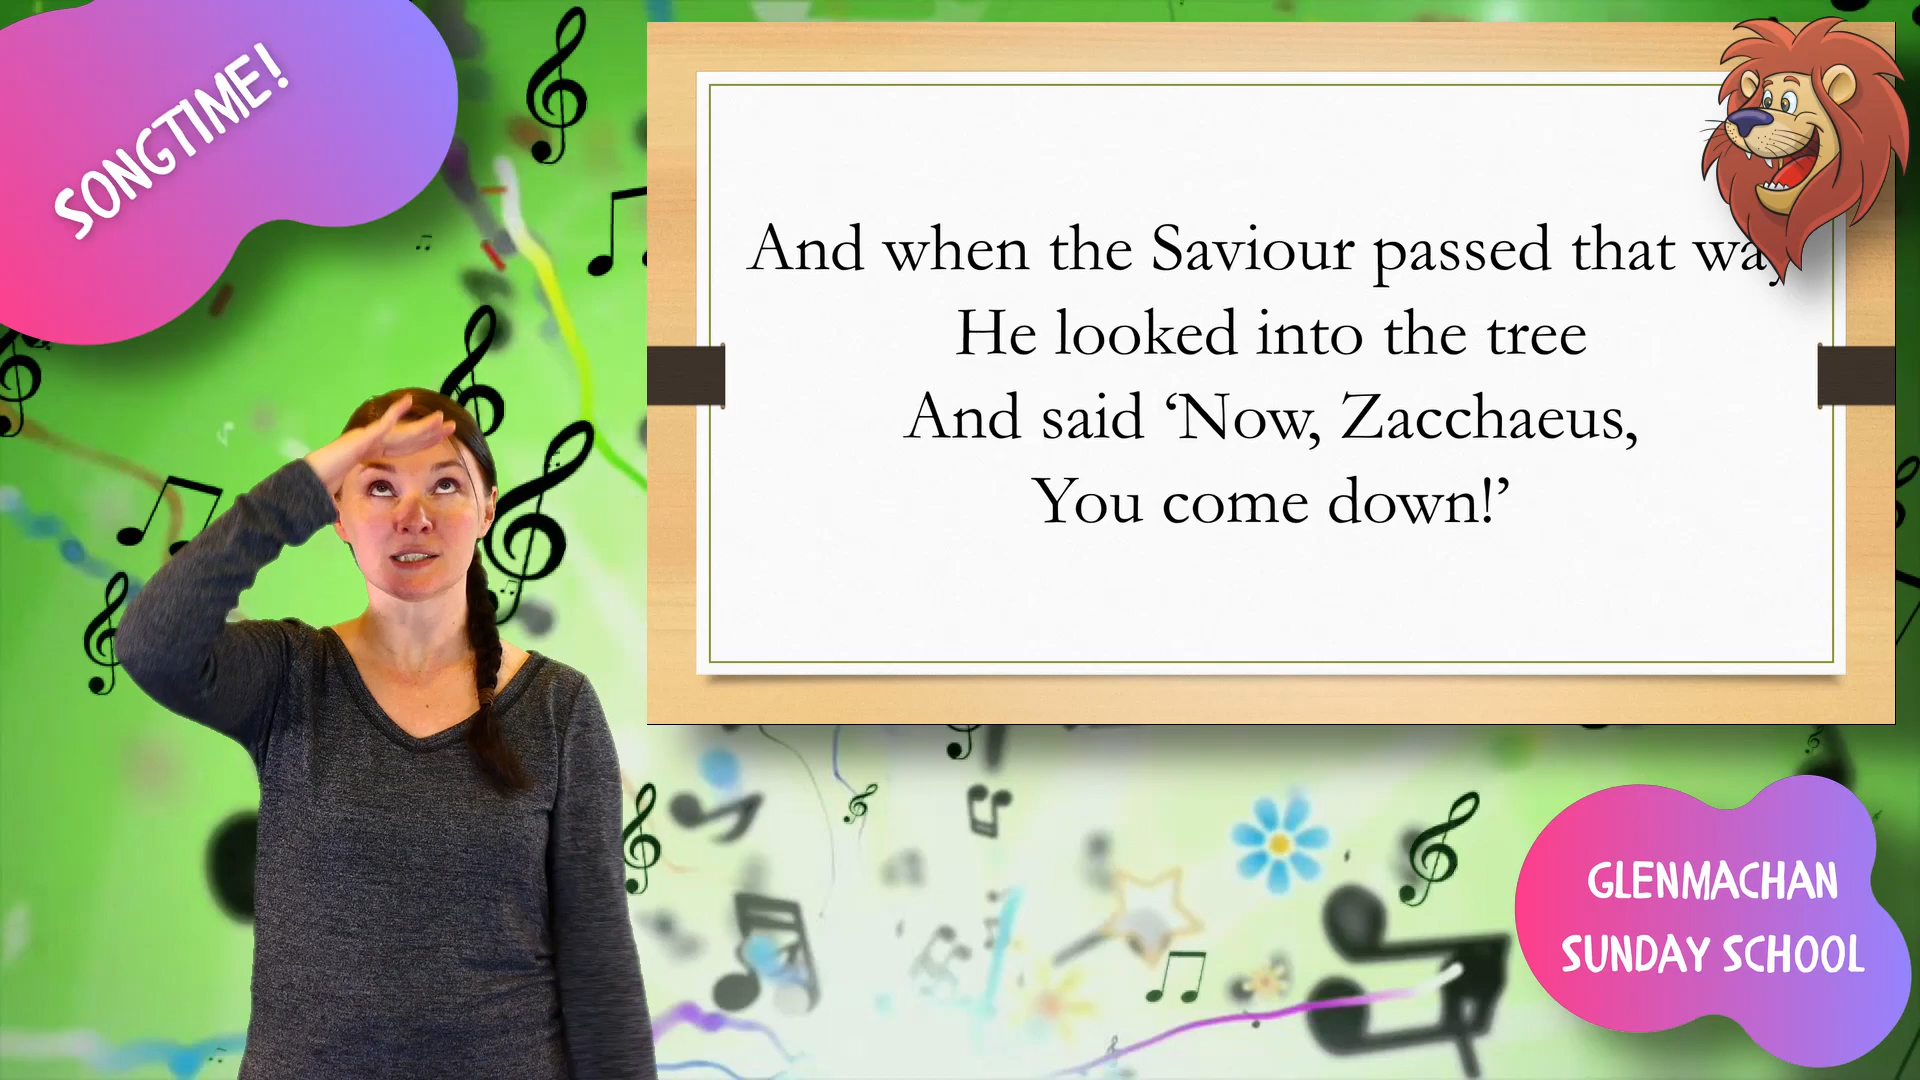 SONGTIME!
And when the Saviour passed that way
He looked into the tree
And said ‘Now, Zacchaeus,
You come down!’
GLENMACHAN
SUNDAY SCHOOL